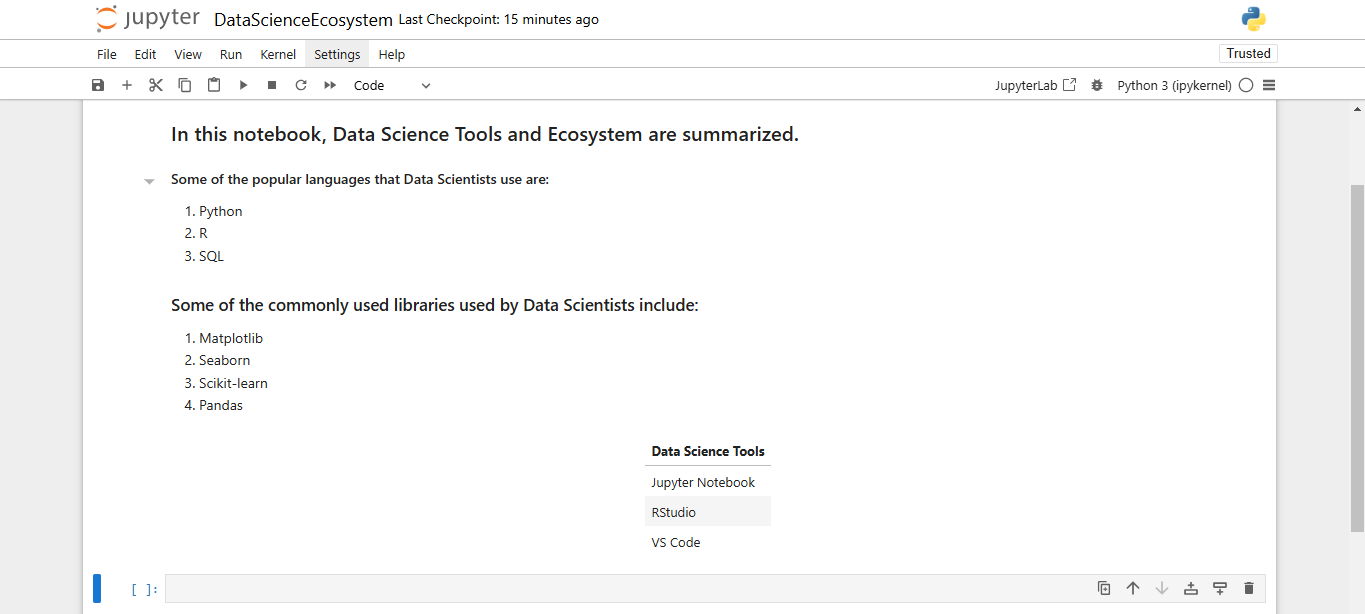 jupyter DataScienceEcosystem Last Checkpoint: 15 minutes ago
File Edit View Run Kernel Settings Help Trusted
Code JupyterLab Python 3 (ipykernel)
In this notebook, Data Science Tools and Ecosystem are summarized.
Some of the popular languages that Data Scientists use are:
1. Python
2. R
3. SQL
Some of the commonly used libraries used by Data Scientists include:
1. Matplotlib
2. Seaborn
3. Scikit-learn
4. Pandas
Data Science Tools
Jupyter Notebook
RStudio
VS Code
[ ]: